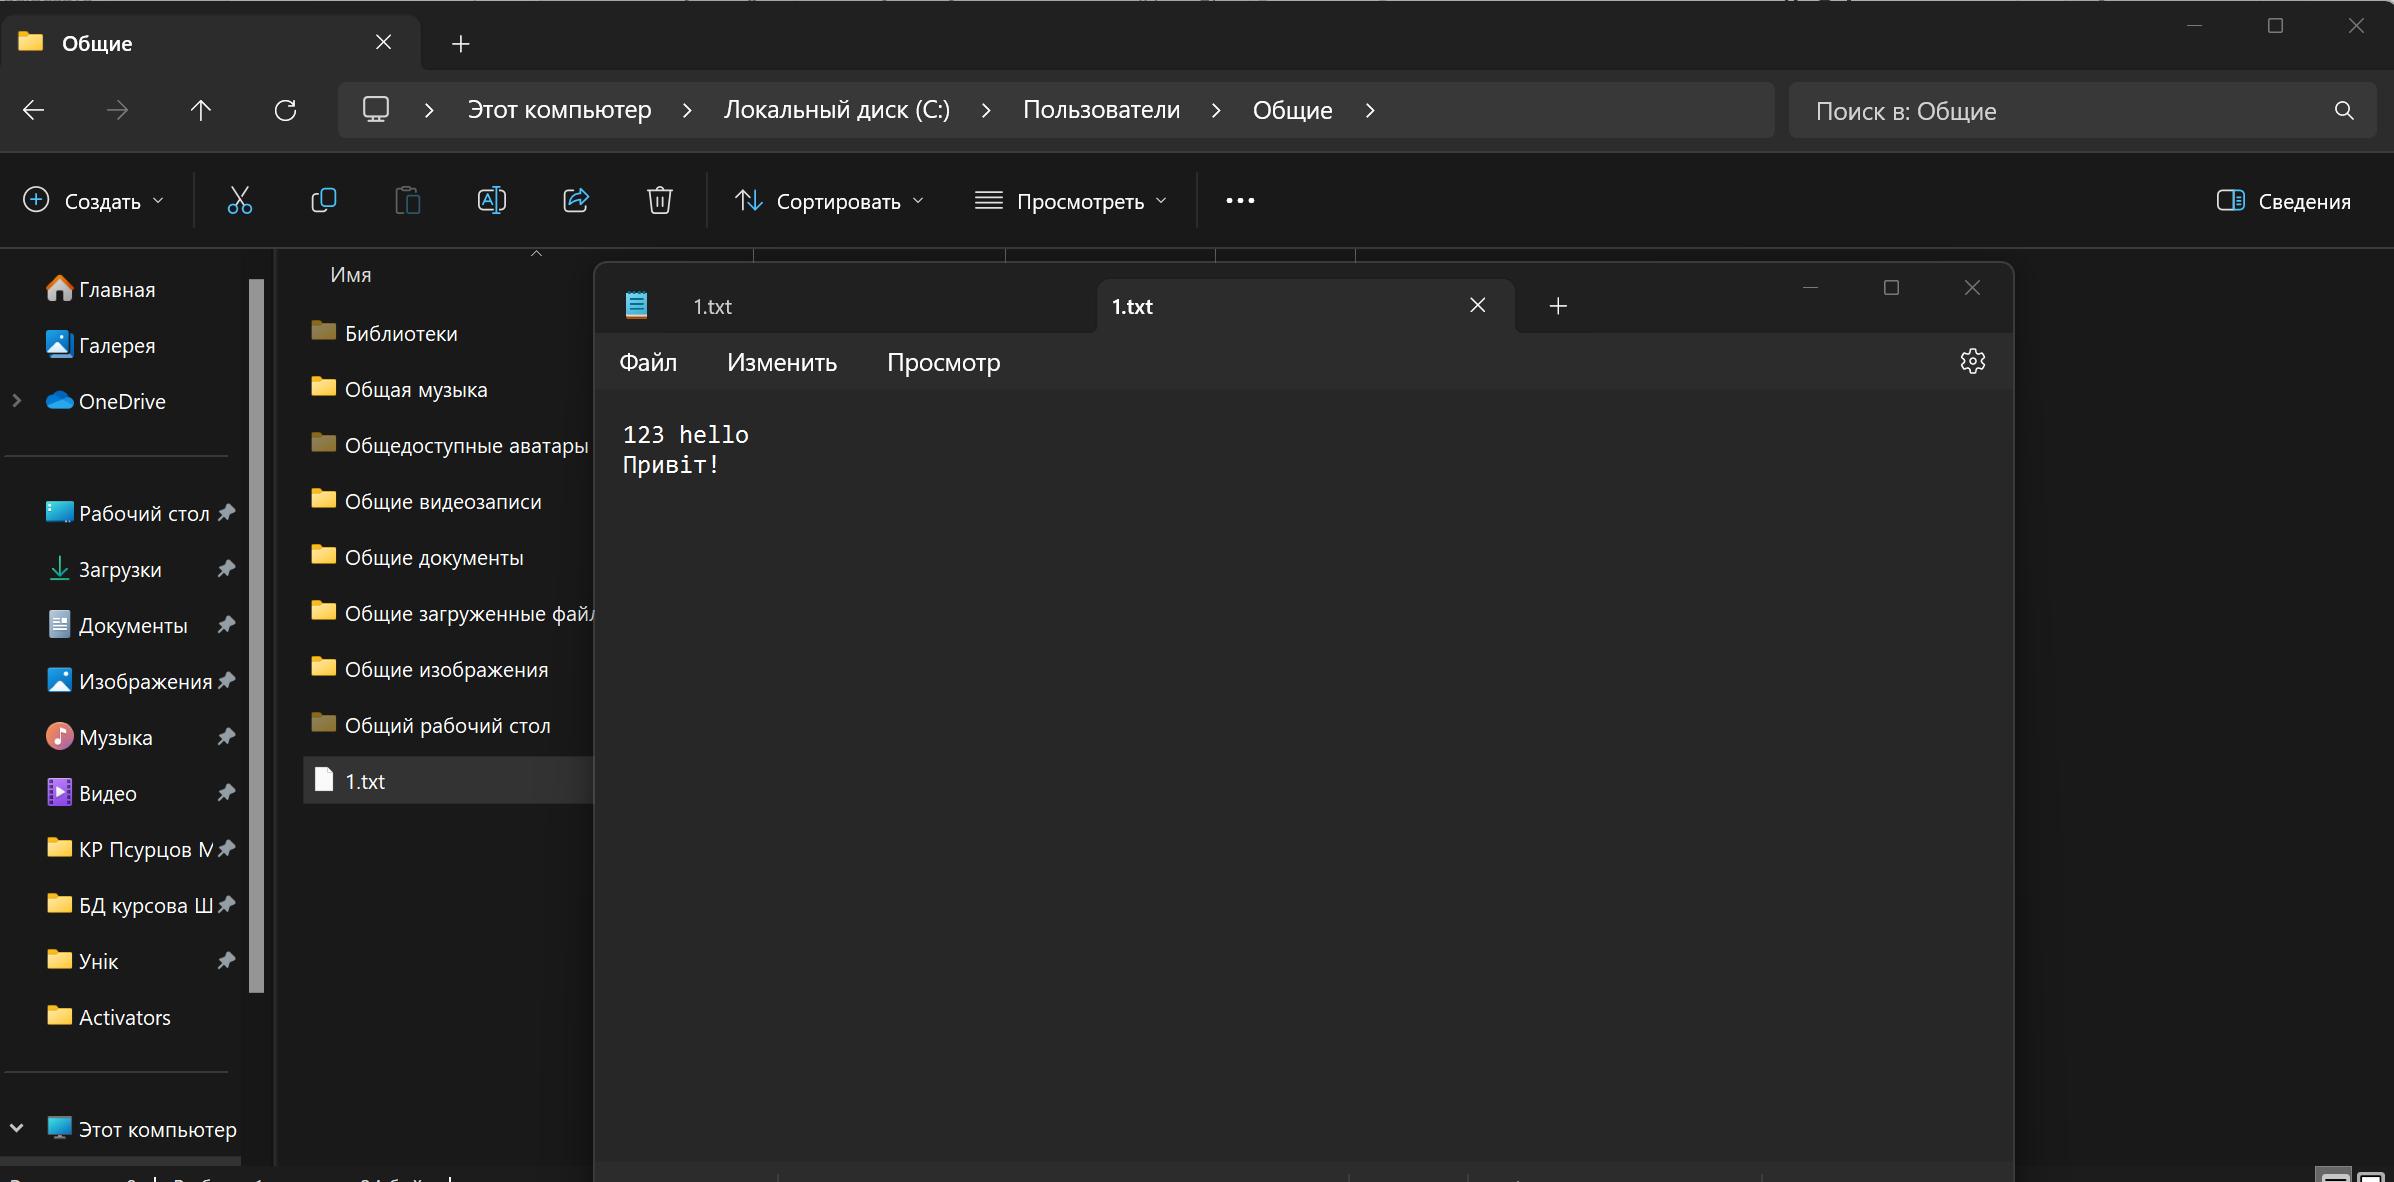 Общие
Этот компьютер
Локальный диск (C:)
Пользователи
Общие
Поиск в: Общие
Создать
Сортировать
Просмотреть
Сведения
Главная
Галерея
OneDrive
Рабочий стол
Загрузки
Документы
Изображения
Музыка
Видео
КР Псурцов М
БД курсова Ш
Унік
Activators
Этот компьютер
Имя
Библиотеки
Общая музыка
Общедоступные аватары
Общие видеозаписи
Общие документы
Общие загруженные фай
Общие изображения
Общий рабочий стол
1.txt
1.txt
1.txt
Файл
Изменить
Просмотр
123 hello
Привіт!